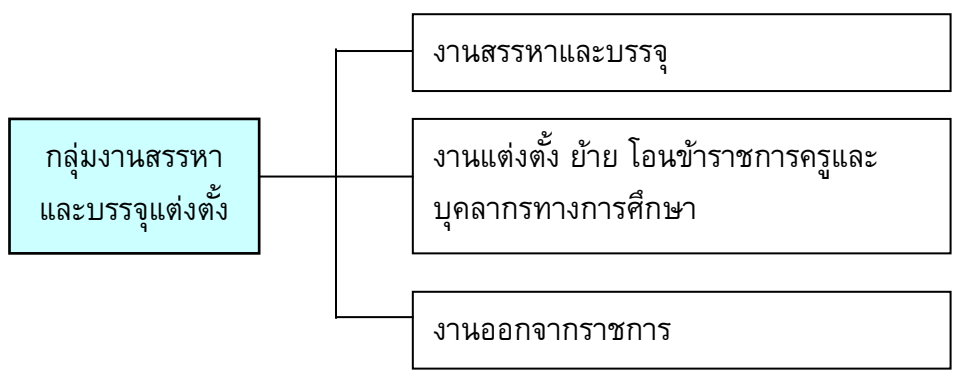 กลุ่มงานสรรหา
และบรรจุแต่งตั้ง
งานสรรหาและบรรจุ
งานแต่งตั้ง ย้าย โอนข้าราชการครูและ
บุคลากรทางการศึกษา
งานออกจากราชการ